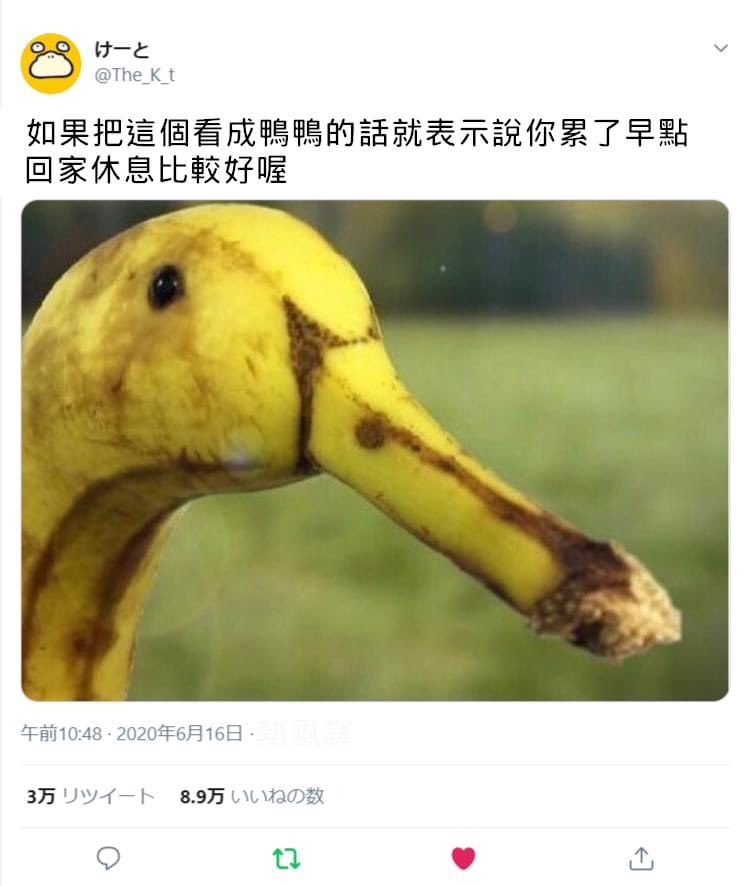 けーと
@The_K_t
如果把這個看成鴨鴨的話就表示說你累了早點
回家休息比較好喔
午前10:48 · 2020年6月16日 · 熱風譯
3万 リツイート 8.9万 いいねの数